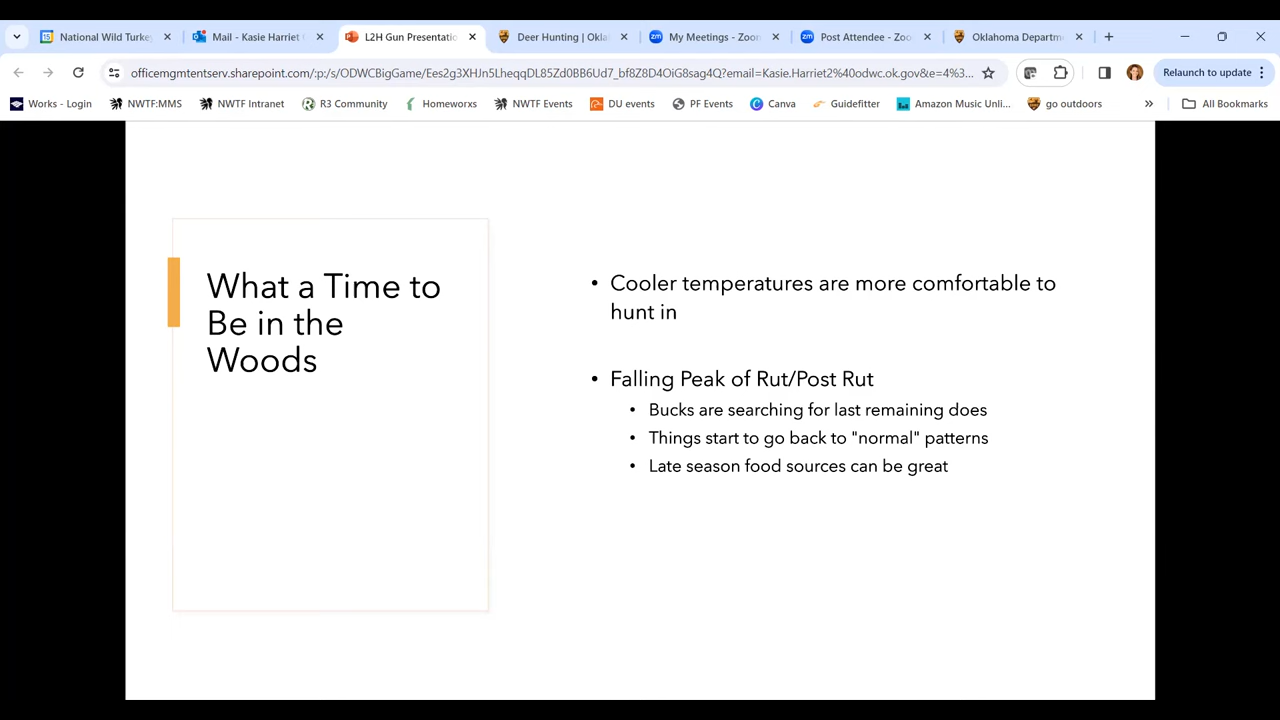 National Wild Turke
Mail - Kasie Harriet
L2H Gun Presentatio
Deer Hunting | Okla
My Meetings - Zoom
Post Attendee - Zoo
Oklahoma Departm
officemgmtentserv.sharepoint.com/:p:/s/ODWCBigGame/Ees2g3XHJn5LheqqDL85Zd0BB6Ud7_bf8Z8D4OiG8sag4Q?email=Kasie.Harriet2%40odwc.ok.gov&e=4%3...
Relaunch to update
Works - Login
NWTF:MMS
NWTF Intranet
R3 Community
Homeworxs
NWTF Events
DU events
PF Events
Canva
Guidefitter
Amazon Music Unli...
go outdoors
All Bookmarks
What a Time to
Be in the
Woods
• Cooler temperatures are more comfortable to
hunt in
• Falling Peak of Rut/Post Rut
• Bucks are searching for last remaining does
• Things start to go back to "normal" patterns
• Late season food sources can be great